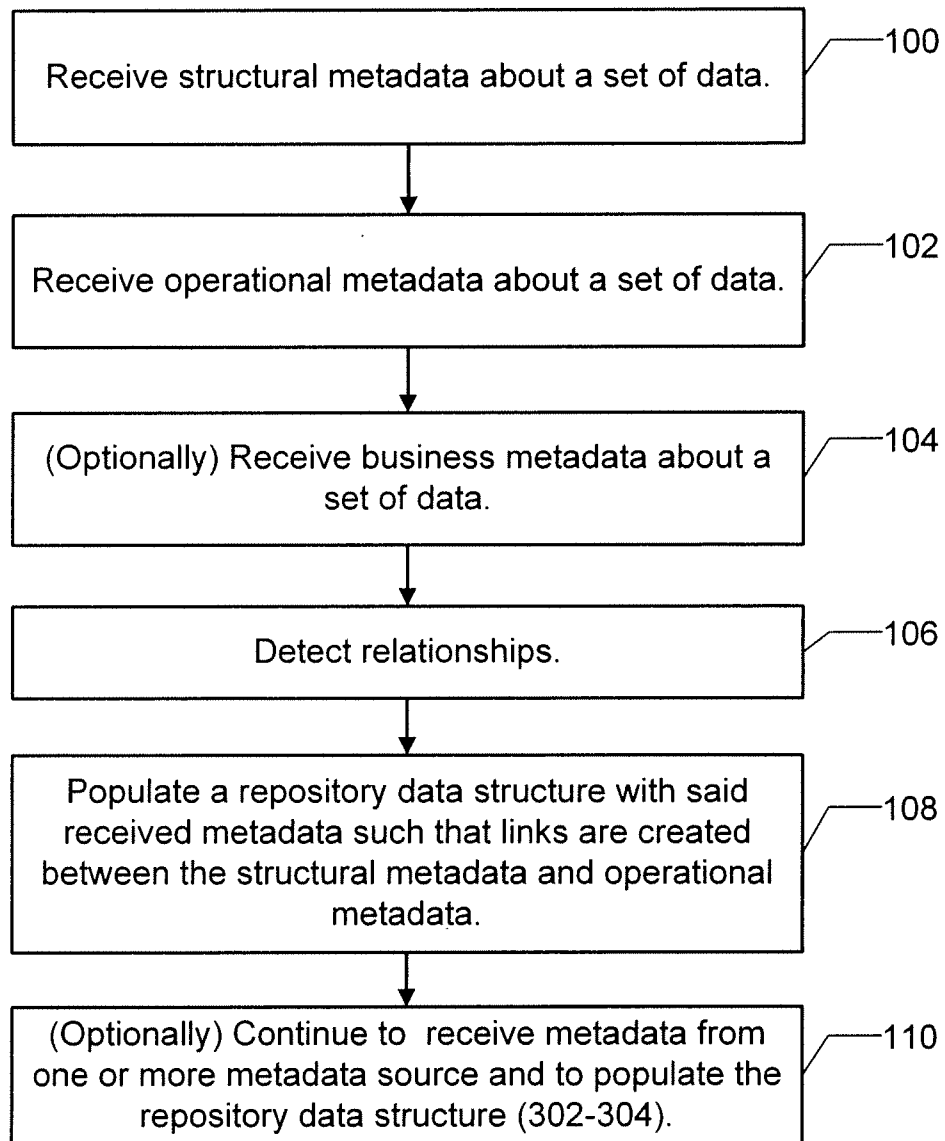 Receive structural metadata about a set of data.
100
Receive operational metadata about a set of data.
102
(Optionally) Receive business metadata about a
set of data.
104
Detect relationships.
106
Populate a repository data structure with said
received metadata such that links are created
between the structural metadata and operational
metadata.
108
(Optionally) Continue to receive metadata from
one or more metadata source and to populate the
repository data structure (302-304).
110